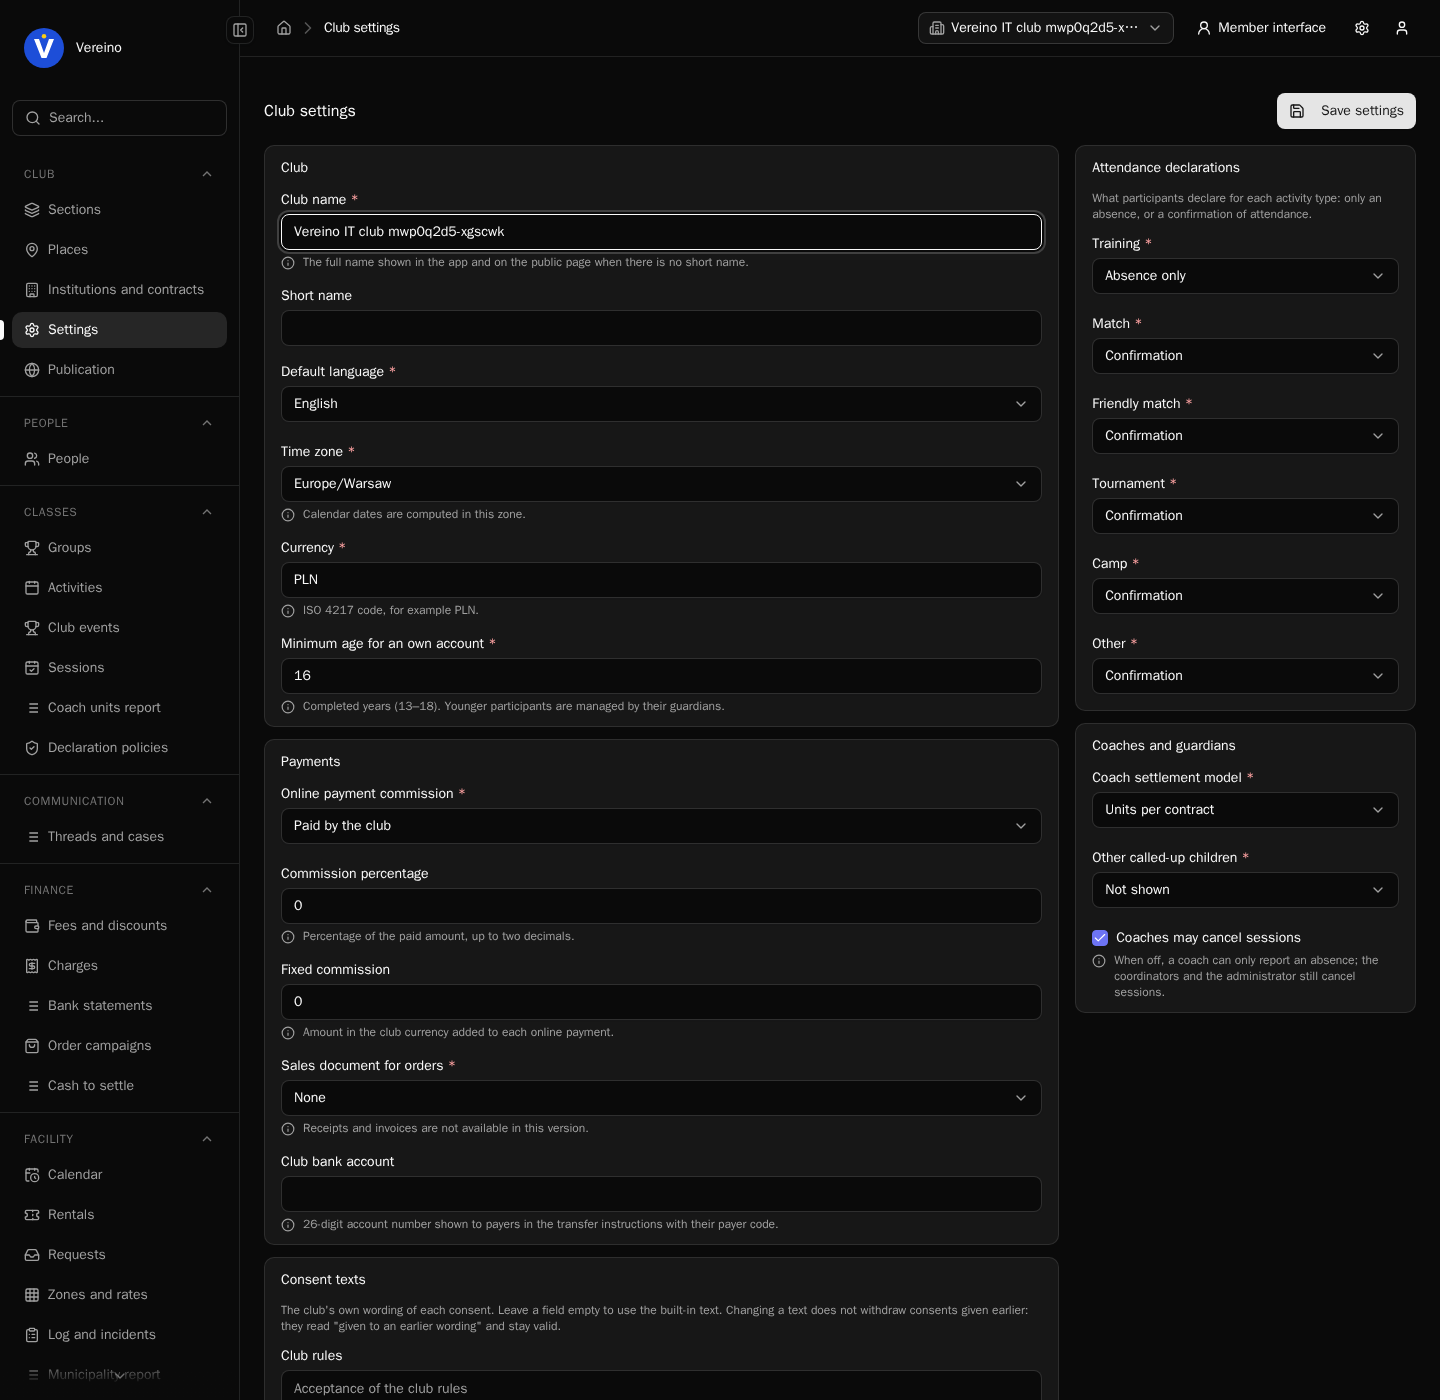 Vereino
Search...
CLUB
Sections
Places
Institutions and contracts
Settings
Publication
PEOPLE
People
CLASSES
Groups
Activities
Club events
Sessions
Coach units report
Declaration policies
COMMUNICATION
Threads and cases
FINANCE
Fees and discounts
Charges
Bank statements
Order campaigns
Cash to settle
FACILITY
Calendar
Rentals
Requests
Zones and rates
Log and incidents
Municipality report
Club settings
Vereino IT club mwp0q2d5-x···
Member interface
Club settings
Save settings
Club
Club name *
Vereino IT club mwp0q2d5-xgscwk
The full name shown in the app and on the public page when there is no short name.
Short name
Default language *
English
Time zone *
Europe/Warsaw
Calendar dates are computed in this zone.
Currency *
PLN
ISO 4217 code, for example PLN.
Minimum age for an own account *
16
Completed years (13–18). Younger participants are managed by their guardians.
Payments
Online payment commission *
Paid by the club
Commission percentage
0
Percentage of the paid amount, up to two decimals.
Fixed commission
0
Amount in the club currency added to each online payment.
Sales document for orders *
None
Receipts and invoices are not available in this version.
Club bank account
26-digit account number shown to payers in the transfer instructions with their payer code.
Consent texts
The club's own wording of each consent. Leave a field empty to use the built-in text. Changing a text does not withdraw consents given earlier:
they read "given to an earlier wording" and stay valid.
Club rules
Acceptance of the club rules
Attendance declarations
What participants declare for each activity type: only an
absence, or a confirmation of attendance.
Training *
Absence only
Match *
Confirmation
Friendly match *
Confirmation
Tournament *
Confirmation
Camp *
Confirmation
Other *
Confirmation
Coaches and guardians
Coach settlement model *
Units per contract
Other called-up children *
Not shown
Coaches may cancel sessions
When off, a coach can only report an absence; the
coordinators and the administrator still cancel
sessions.